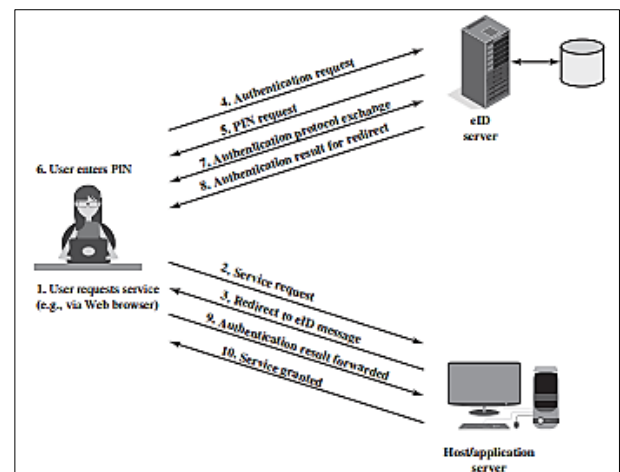 4. Authentication request
5. PIN request
7. Authentication protocol exchange
8. Authentication result for redirect
eID
server
6. User enters PIN
1. User requests service
(e.g., via Web browser)
2. Service request
3. Redirect to eID message
9. Authentication result forwarded
10. Service granted
Host/application
server